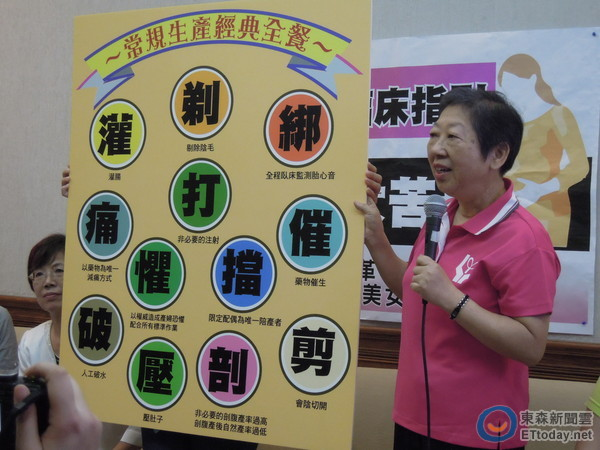 ～常規生產經典全餐～
灌
灌腸
剃
剔除陰毛
綁
全程臥床監測胎心音
痛
以藥物為唯一
減痛方式
打
非必要的注射
催
藥物催生
懼
以權威造成產婦恐懼
配合所有標準作業
擋
限定配偶為唯一陪產者
破
人工破水
壓
壓肚子
剖
非必要的剖腹產率過高
剖腹產後自然產率過低
剪
會陰切開
床指
苦
革
美女
東森新聞雲
ETtoday.net